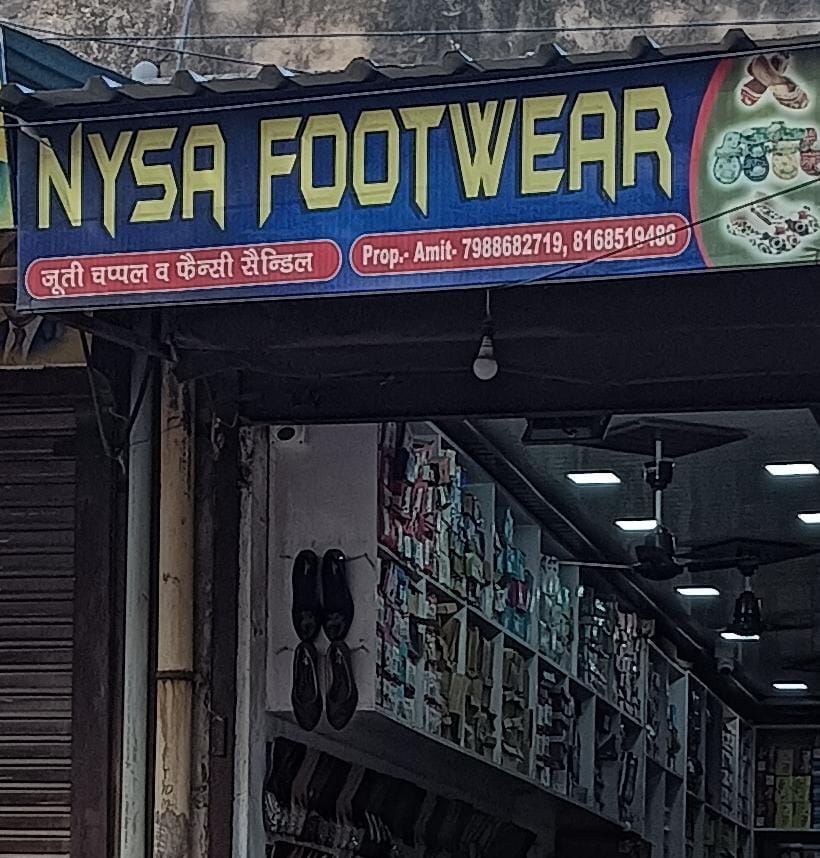 NYSA FOOTWEAR
जूती चप्पल व फैन्सी सैन्डिल
Prop.- Amit- 7988682719, 8168519486